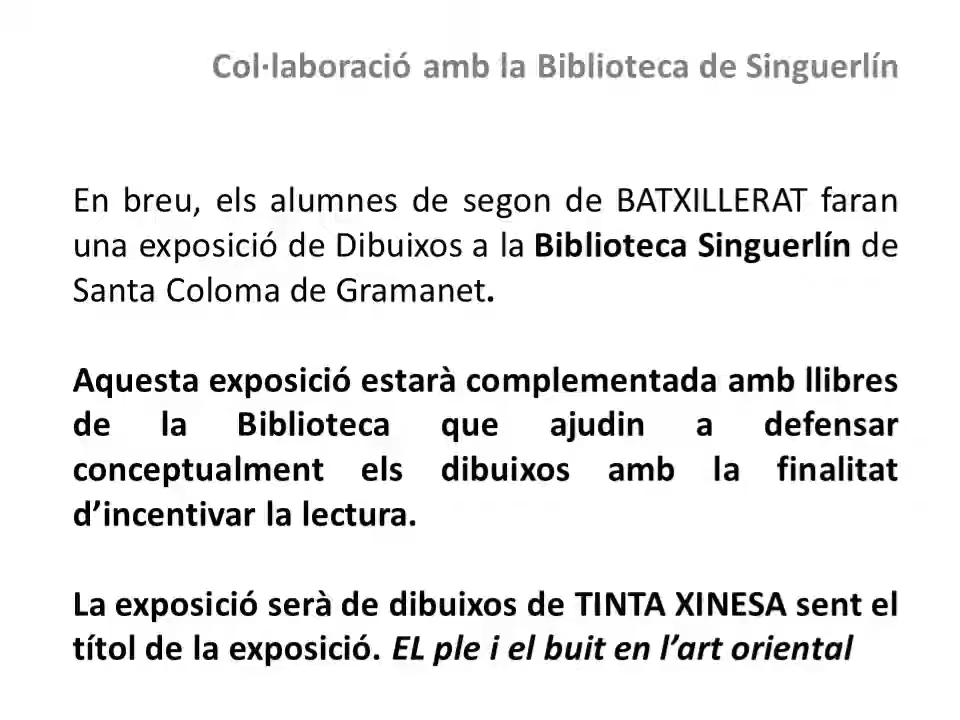 Col·laboració amb la Biblioteca de Singuerlín
En breu, els alumnes de segon de BATXILLERAT faran
una exposició de Dibuixos a la Biblioteca Singuerlín de
Santa Coloma de Gramanet.
Aquesta exposició estarà complementada amb llibres
de la Biblioteca que ajudin a defensar
conceptualment els dibuixos amb la finalitat
d’incentivar la lectura.
La exposició serà de dibuixos de TINTA XINESA sent el
títol de la exposició. EL ple i el buit en l’art oriental